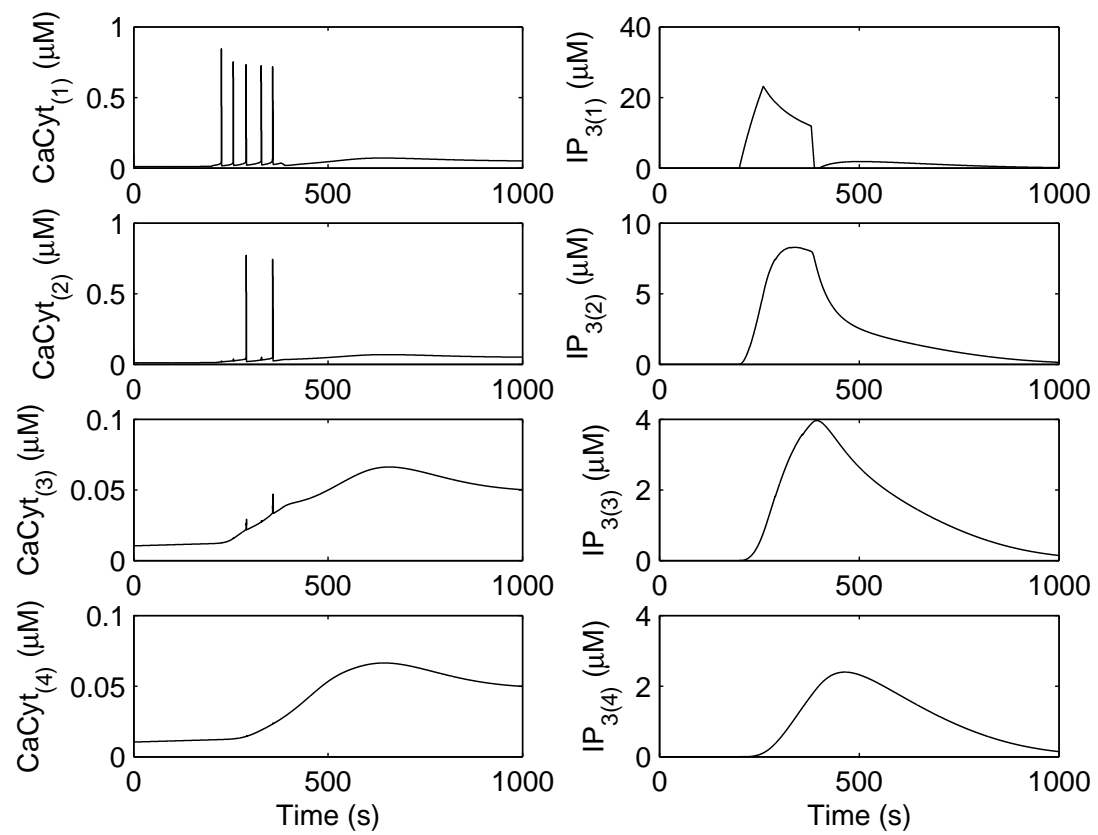 CaCyt(1) (μM)
1
0.5
0
0 500 1000
IP3(1) (μM)
40
20
0
0 500 1000
CaCyt(2) (μM)
1
0.5
0
0 500 1000
IP3(2) (μM)
10
5
0
0 500 1000
CaCyt(3) (μM)
0.1
0.05
0
0 500 1000
IP3(3) (μM)
4
2
0
0 500 1000
CaCyt(4) (μM)
0.1
0.05
0
0 500 1000
Time (s)
IP3(4) (μM)
4
2
0
0 500 1000
Time (s)